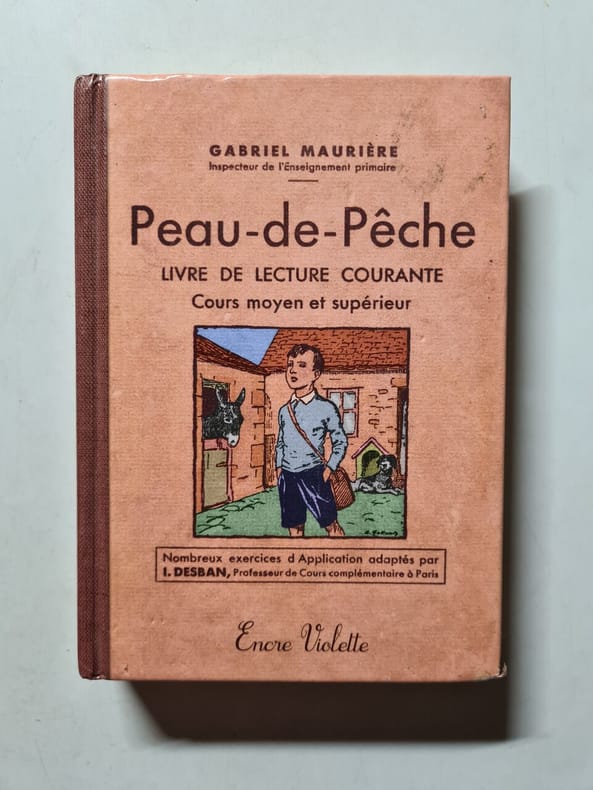 GABRIEL MAURIÈRE
Inspecteur de l'Enseignement primaire
Peau-de-Pêche
LIVRE DE LECTURE COURANTE
Cours moyen et supérieur
Nombreux exercices d'Application adaptés par
I. DESBAN, Professeur de Cours complémentaire à Paris
Encre Violette